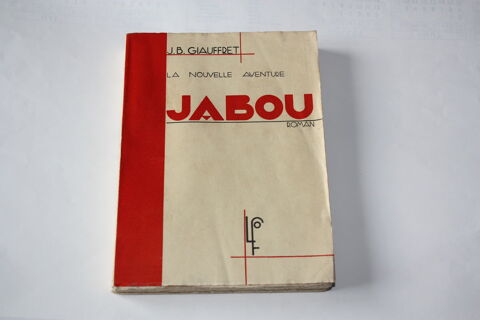 J.B. GIAUFFRET
LA NOUVELLE AVENTURE
JABOU
ROMAN